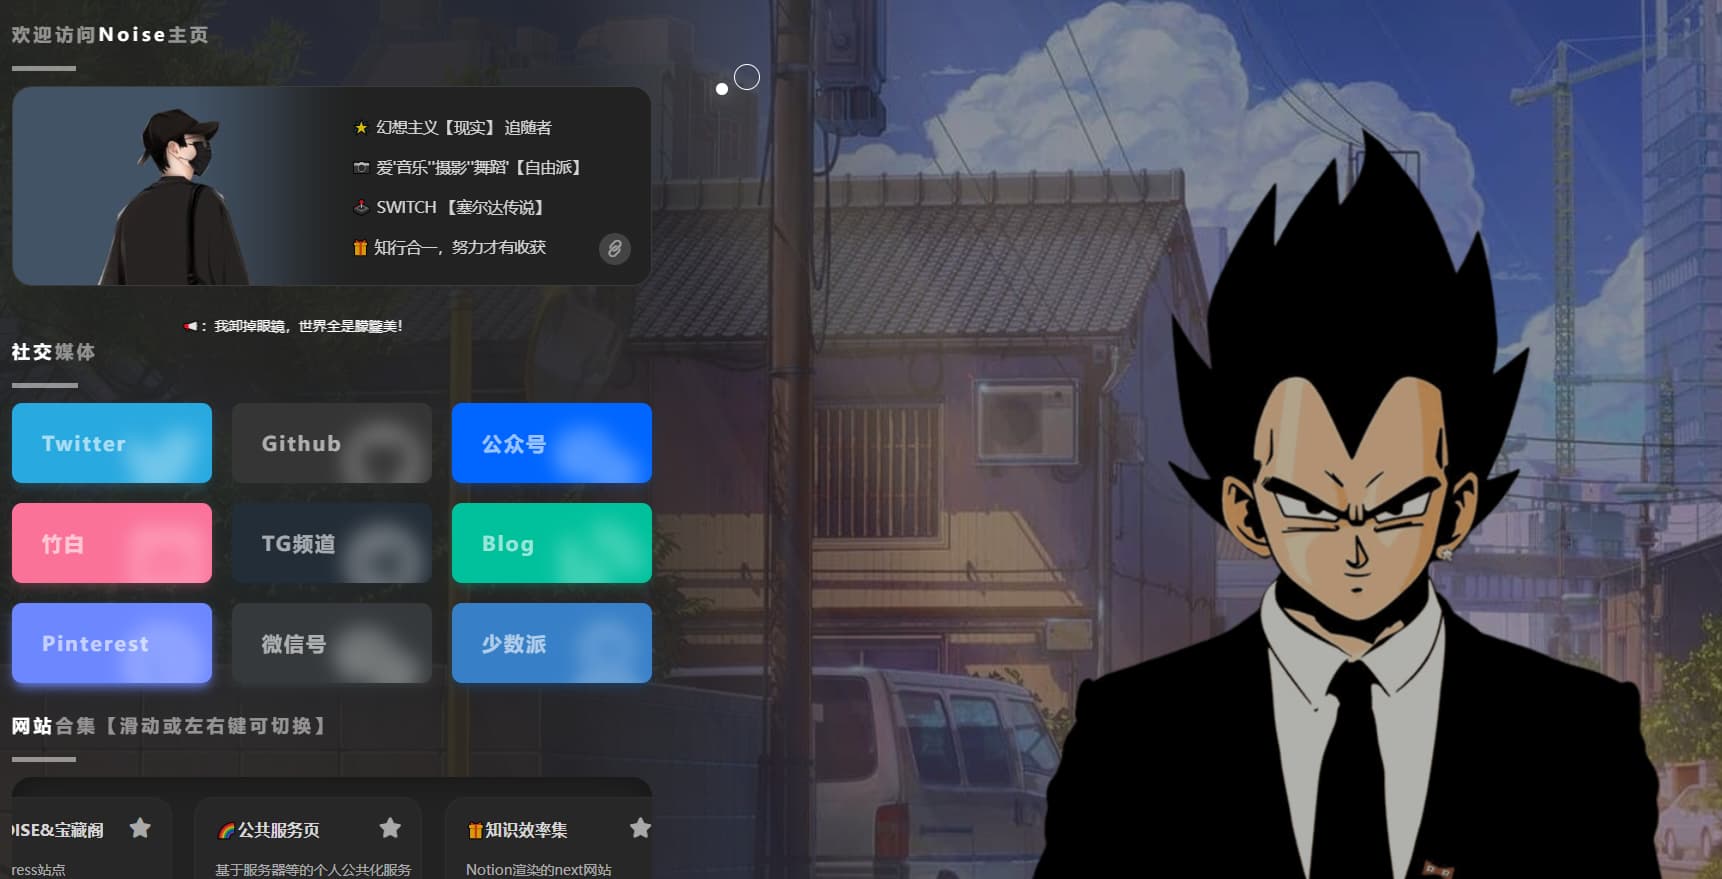 欢迎访问Noise主页
⭐ 幻想主义【现实】 追随者
📷 爱'音乐''摄影''舞蹈'【自由派】
🕹 SWITCH 【塞尔达传说】
🎁 知行合一，努力才有收获
📢 ：我卸掉眼镜，世界全是朦胧美！
社交媒体
Twitter
Github
公众号
竹白
TG频道
Blog
Pinterest
微信号
少数派
网站合集【滑动或左右键可切换】
OISE&宝藏阁
🌈公共服务页
🎁知识效率集
ress站点
基于服务器等的个人公共化服务
Notion渲染的next网站